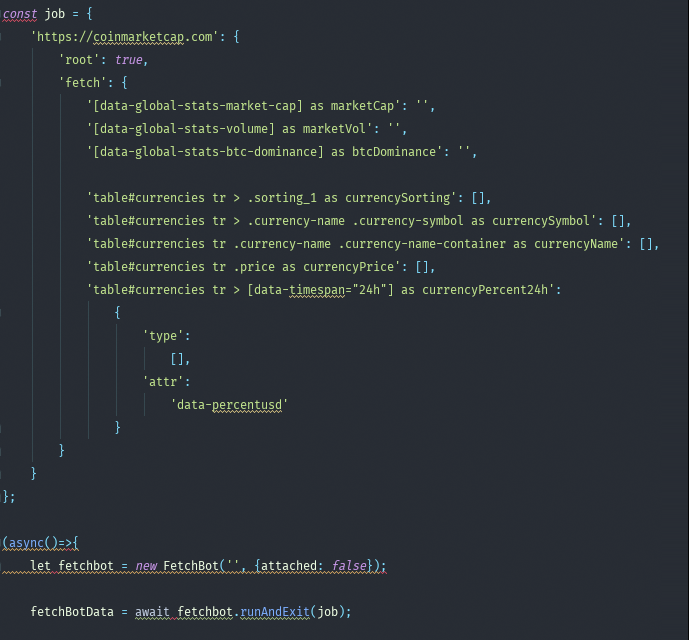 const job = {
    'https://coinmarketcap.com': {
        'root': true,
        'fetch': {
            '[data-global-stats-market-cap] as marketCap': '',
            '[data-global-stats-volume] as marketVol': '',
            '[data-global-stats-btc-dominance] as btcDominance': '',

            'table#currencies tr > .sorting_1 as currencySorting': [],
            'table#currencies tr > .currency-name .currency-symbol as currencySymbol': [],
            'table#currencies tr .currency-name .currency-name-container as currencyName': [],
            'table#currencies tr .price as currencyPrice': [],
            'table#currencies tr > [data-timespan="24h"] as currencyPercent24h':
                {
                    'type':
                        [],
                    'attr':
                        'data-percentusd'
                }
        }
    }
};

(async()=>{
    let fetchbot = new FetchBot('', {attached: false});

    fetchBotData = await fetchbot.runAndExit(job);